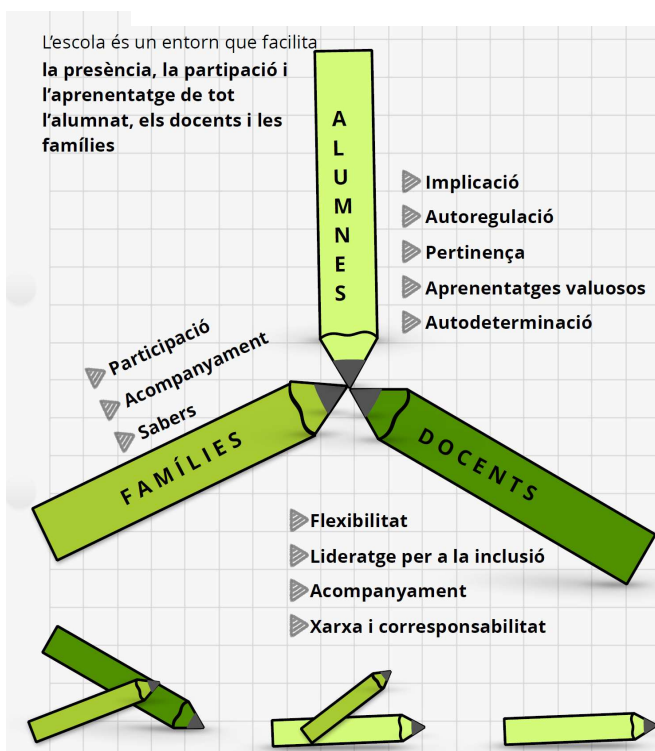 L'escola és un entorn que facilita
la presència, la partipació i
l'aprenentatge de tot
l'alumnat, els docents i les
famílies
ALUMNES
Implicació
Autoregulació
Pertinença
Aprenentatges valuosos
Autodeterminació
Participació
Acompanyament
Sabers
FAMÍLIES
DOCENTS
Flexibilitat
Lideratge per a la inclusió
Acompanyament
Xarxa i corresponsabilitat